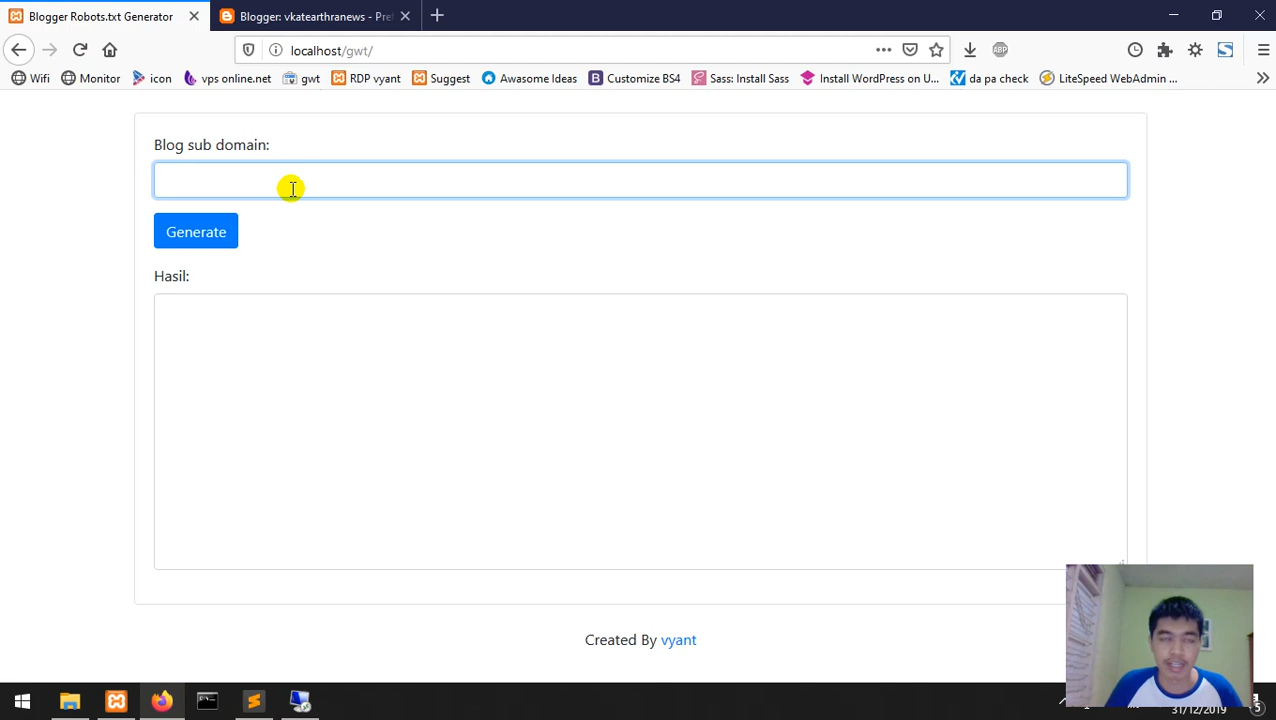 Blogger Robots.txt Generator
Blogger: vkatearthranews - Pre
localhost/gwt/
ABP
Wifi
Monitor
icon
vps online.net
gwt
RDP vyant
Suggest
Awasome Ideas
Customize BS4
Sass: Install Sass
Install WordPress on U...
da pa check
LiteSpeed WebAdmin ...
Blog sub domain:
Generate
Hasil:
Created By vyant
31/12/2019
5